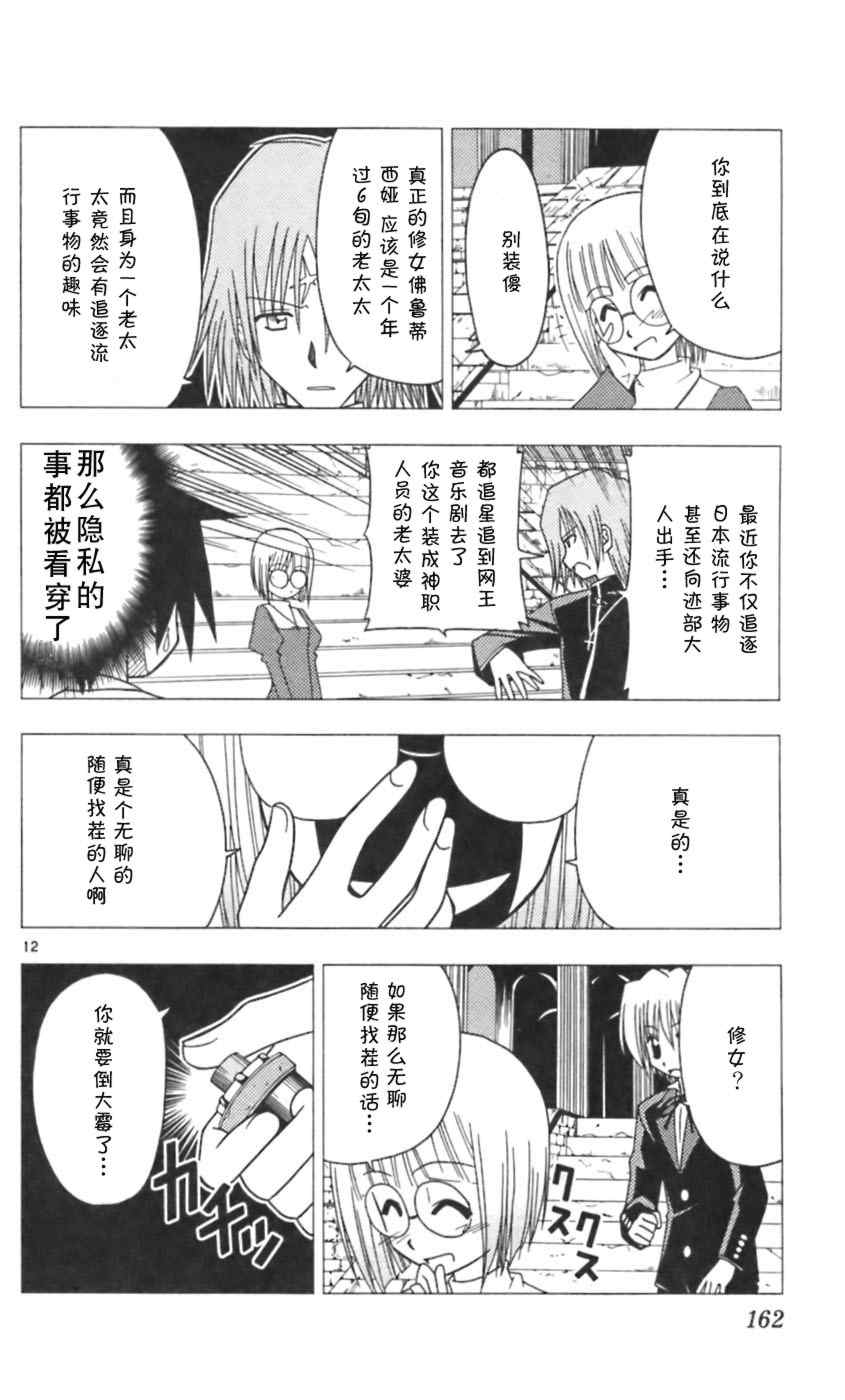 你到底在说什么
别装傻
真正的修女佛鲁蒂
西娅 应该是一个年
过6旬的老太太
而且身为一个老太
太竟然会有追逐流
行事物的趣味
最近你不仅追逐
日本流行事物
甚至还向迹部大
人出手…
都追星追到网王
音乐剧去了
你这个装成神职
人员的老太婆
那么隐私的
事都被看穿了
真是的…
真是个无聊的
随便找茬的人啊
12
修女？
如果那么无聊
随便找茬的话…
クス
クス
你就要倒大霉了…
カチッ
162